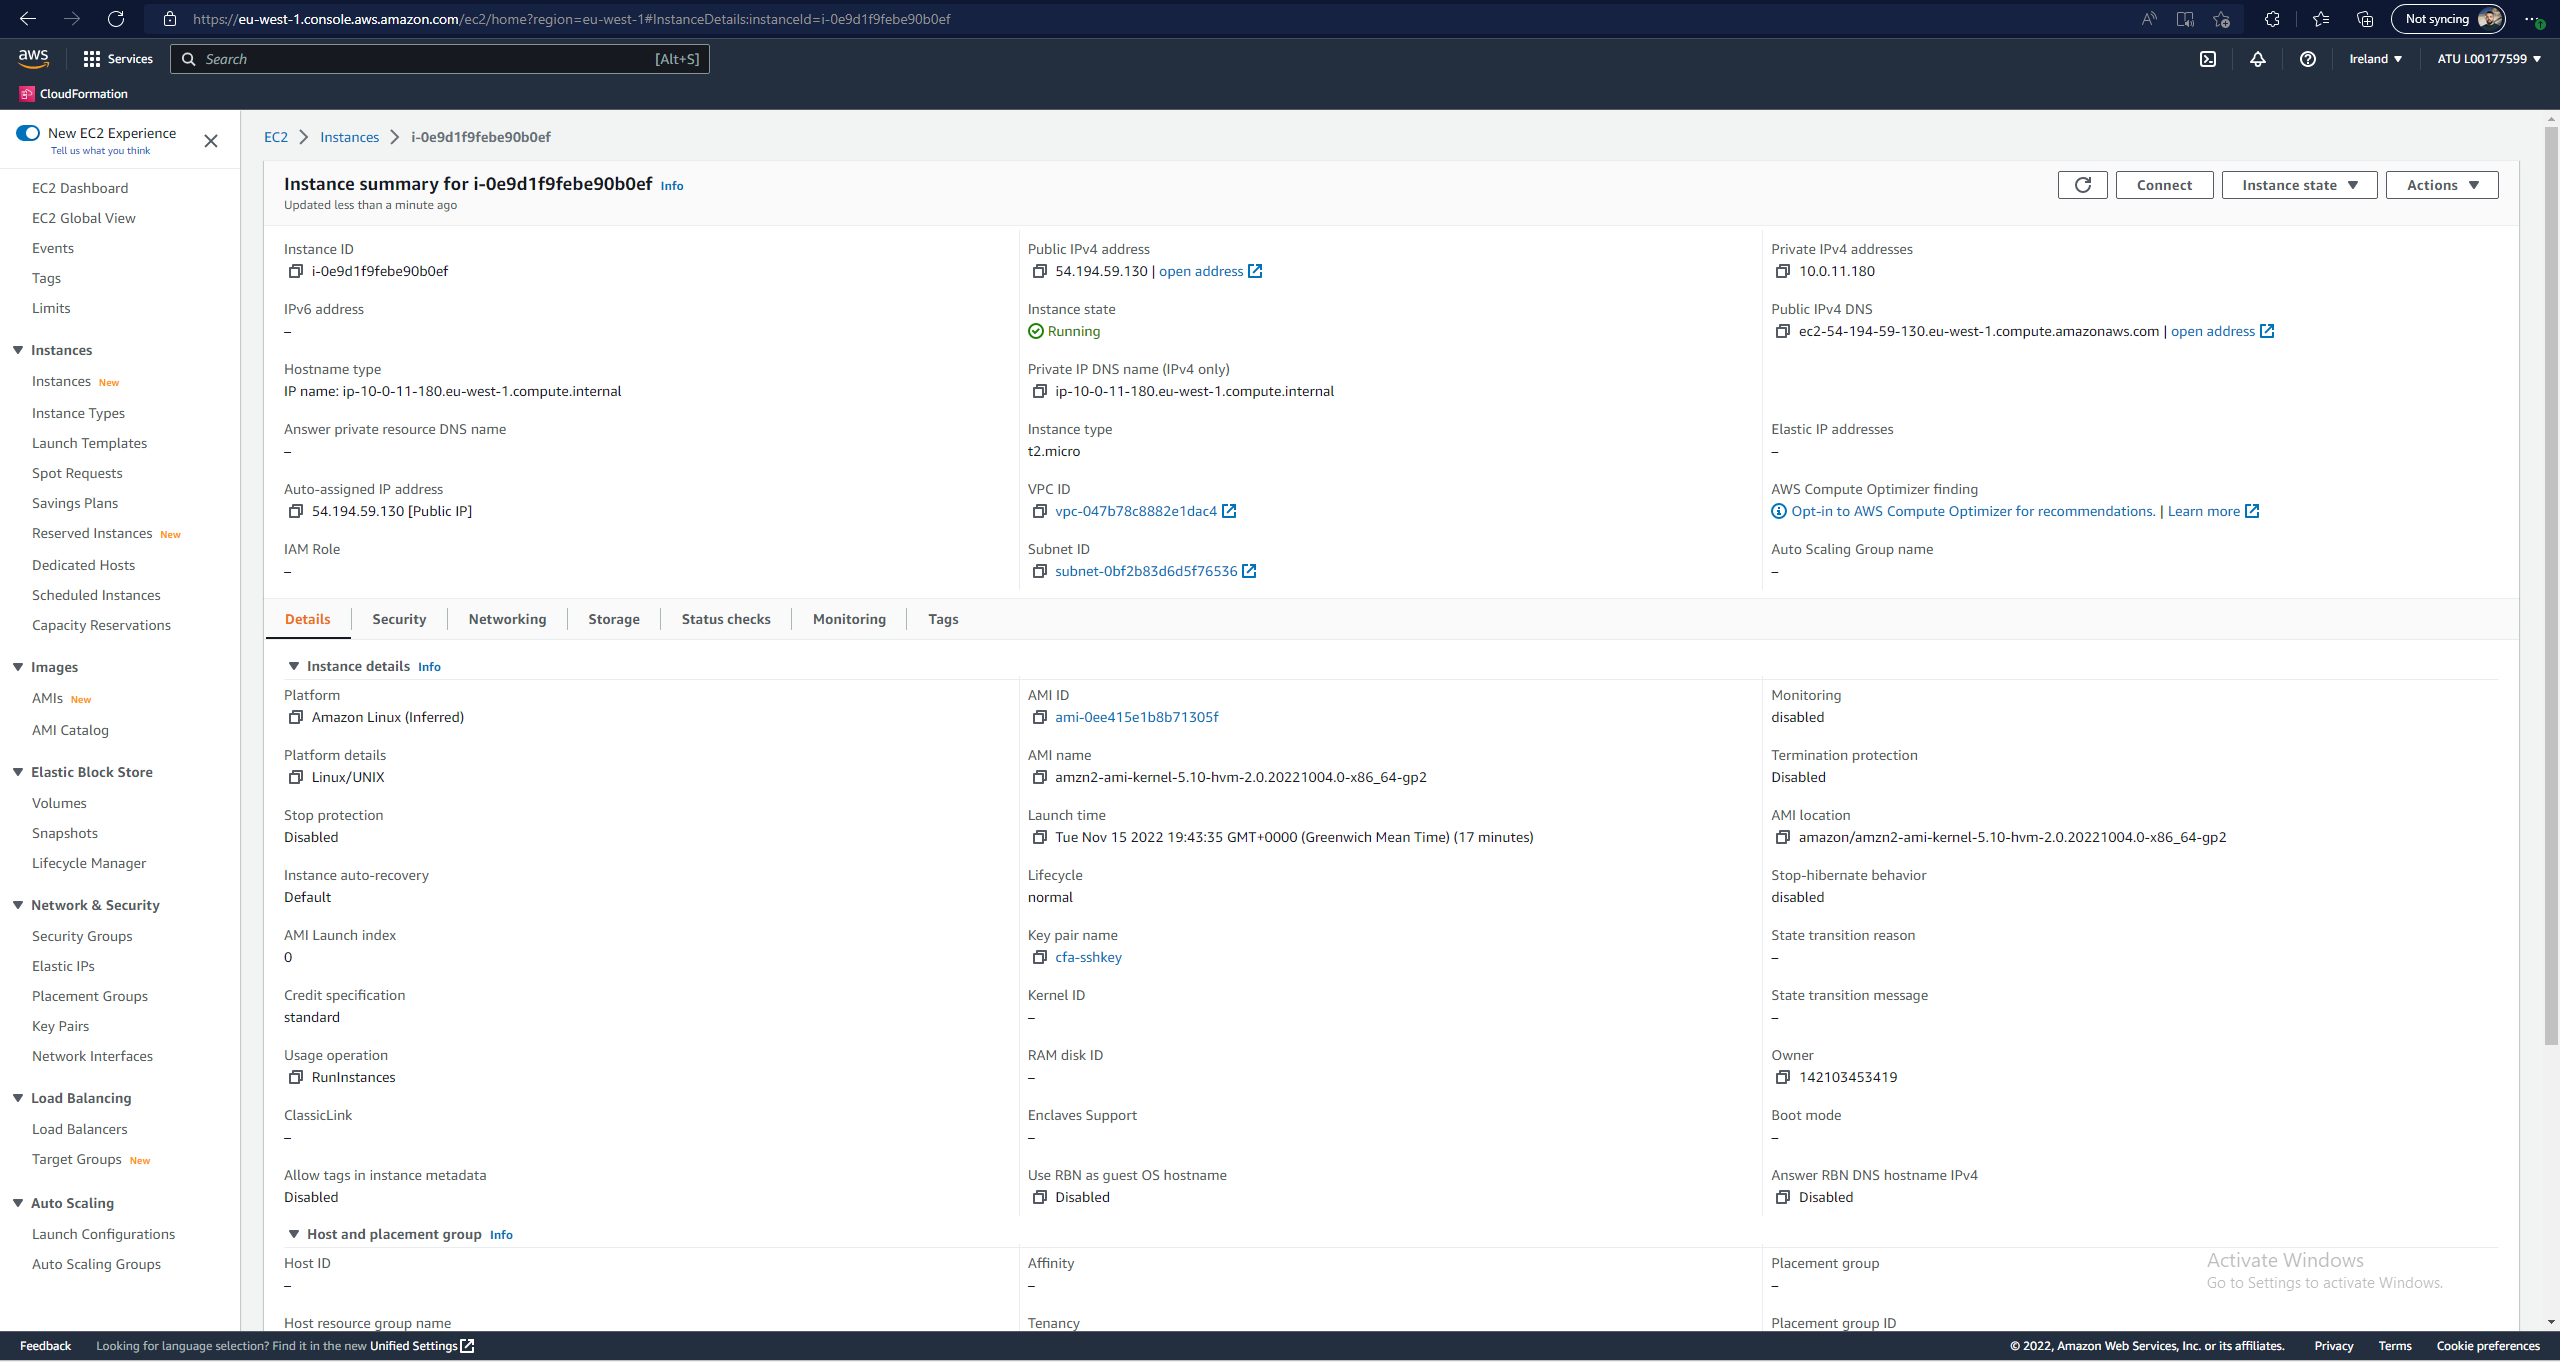 https://eu-west-1.console.aws.amazon.com/ec2/home?region=eu-west-1#InstanceDetails:instanceId=i-0e9d1f9febe90b0ef
Not syncing
aws
Services
Search
[Alt+S]
Ireland ▼
ATU L00177599 ▼
CloudFormation
New EC2 Experience
Tell us what you think
EC2 Dashboard
EC2 Global View
Events
Tags
Limits
Instances
Instances New
Instance Types
Launch Templates
Spot Requests
Savings Plans
Reserved Instances New
Dedicated Hosts
Scheduled Instances
Capacity Reservations
Images
AMIs New
AMI Catalog
Elastic Block Store
Volumes
Snapshots
Lifecycle Manager
Network & Security
Security Groups
Elastic IPs
Placement Groups
Key Pairs
Network Interfaces
Load Balancing
Load Balancers
Target Groups New
Auto Scaling
Launch Configurations
Auto Scaling Groups
EC2 > Instances > i-0e9d1f9febe90b0ef
Instance summary for i-0e9d1f9febe90b0ef Info
Updated less than a minute ago
Connect
Instance state ▼
Actions ▼
Instance ID
i-0e9d1f9febe90b0ef
Public IPv4 address
54.194.59.130 | open address
Private IPv4 addresses
10.0.11.180
IPv6 address
–
Instance state
Running
Public IPv4 DNS
ec2-54-194-59-130.eu-west-1.compute.amazonaws.com | open address
Hostname type
IP name: ip-10-0-11-180.eu-west-1.compute.internal
Private IP DNS name (IPv4 only)
ip-10-0-11-180.eu-west-1.compute.internal
Answer private resource DNS name
–
Instance type
t2.micro
Elastic IP addresses
–
Auto-assigned IP address
54.194.59.130 [Public IP]
VPC ID
vpc-047b78c8882e1dac4
AWS Compute Optimizer finding
Opt-in to AWS Compute Optimizer for recommendations. | Learn more
IAM Role
–
Subnet ID
subnet-0bf2b83d6d5f76536
Auto Scaling Group name
–
Details
Security
Networking
Storage
Status checks
Monitoring
Tags
Instance details Info
Platform
Amazon Linux (Inferred)
AMI ID
ami-0ee415e1b8b71305f
Monitoring
disabled
Platform details
Linux/UNIX
AMI name
amzn2-ami-kernel-5.10-hvm-2.0.20221004.0-x86_64-gp2
Termination protection
Disabled
Stop protection
Disabled
Launch time
Tue Nov 15 2022 19:43:35 GMT+0000 (Greenwich Mean Time) (17 minutes)
AMI location
amazon/amzn2-ami-kernel-5.10-hvm-2.0.20221004.0-x86_64-gp2
Instance auto-recovery
Default
Lifecycle
normal
Stop-hibernate behavior
disabled
AMI Launch index
0
Key pair name
cfa-sshkey
State transition reason
–
Credit specification
standard
Kernel ID
–
State transition message
–
Usage operation
RunInstances
RAM disk ID
–
Owner
142103453419
ClassicLink
–
Enclaves Support
–
Boot mode
–
Allow tags in instance metadata
Disabled
Use RBN as guest OS hostname
Disabled
Answer RBN DNS hostname IPv4
Disabled
Host and placement group Info
Host ID
–
Affinity
–
Placement group
–
Host resource group name
Tenancy
Placement group ID
Activate Windows
Go to Settings to activate Windows.
Feedback
Looking for language selection? Find it in the new Unified Settings
© 2022, Amazon Web Services, Inc. or its affiliates.
Privacy
Terms
Cookie preferences